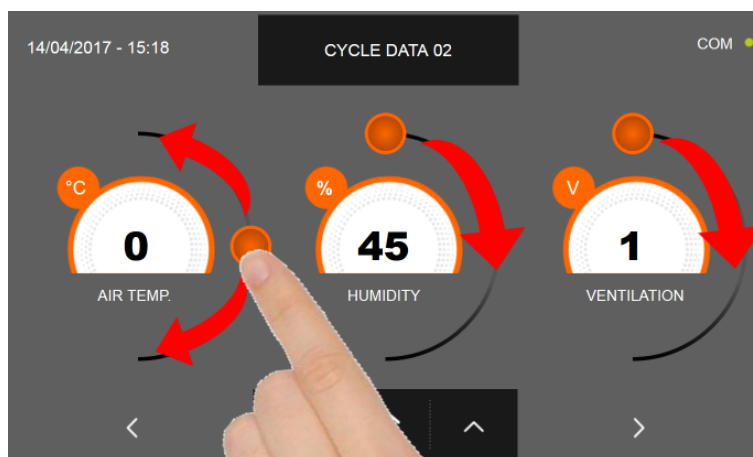 14/04/2017 - 15:18
CYCLE DATA 02
COM
°C
%
V
0
45
1
AIR TEMP.
HUMIDITY
VENTILATION